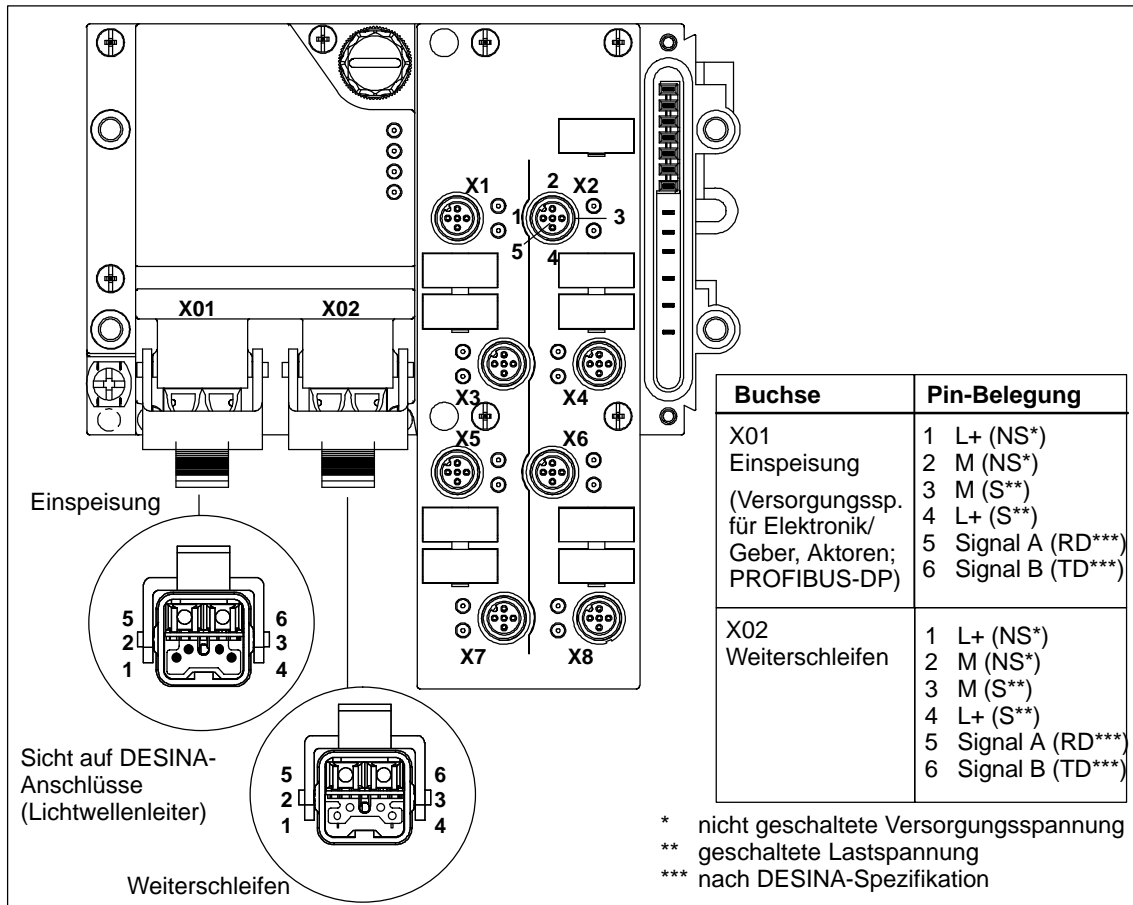 X1
2
X2
1
3
5
4
X01
X02
X3
X4
X5
X6
X7
X8
Einspeisung
5
6
2
3
1
4
Sicht auf DESINA-
Anschlüsse
(Lichtwellenleiter)
5
6
2
3
1
4
Weiterschleifen
Buchse Pin-Belegung
X01
Einspeisung
(Versorgungssp.
für Elektronik/
Geber, Aktoren;
PROFIBUS-DP)
1 L+ (NS*)
2 M (NS*)
3 M (S**)
4 L+ (S**)
5 Signal A (RD***)
6 Signal B (TD***)
X02
Weiterschleifen
1 L+ (NS*)
2 M (NS*)
3 M (S**)
4 L+ (S**)
5 Signal A (RD***)
6 Signal B (TD***)
* nicht geschaltete Versorgungsspannung
** geschaltete Lastspannung
*** nach DESINA-Spezifikation